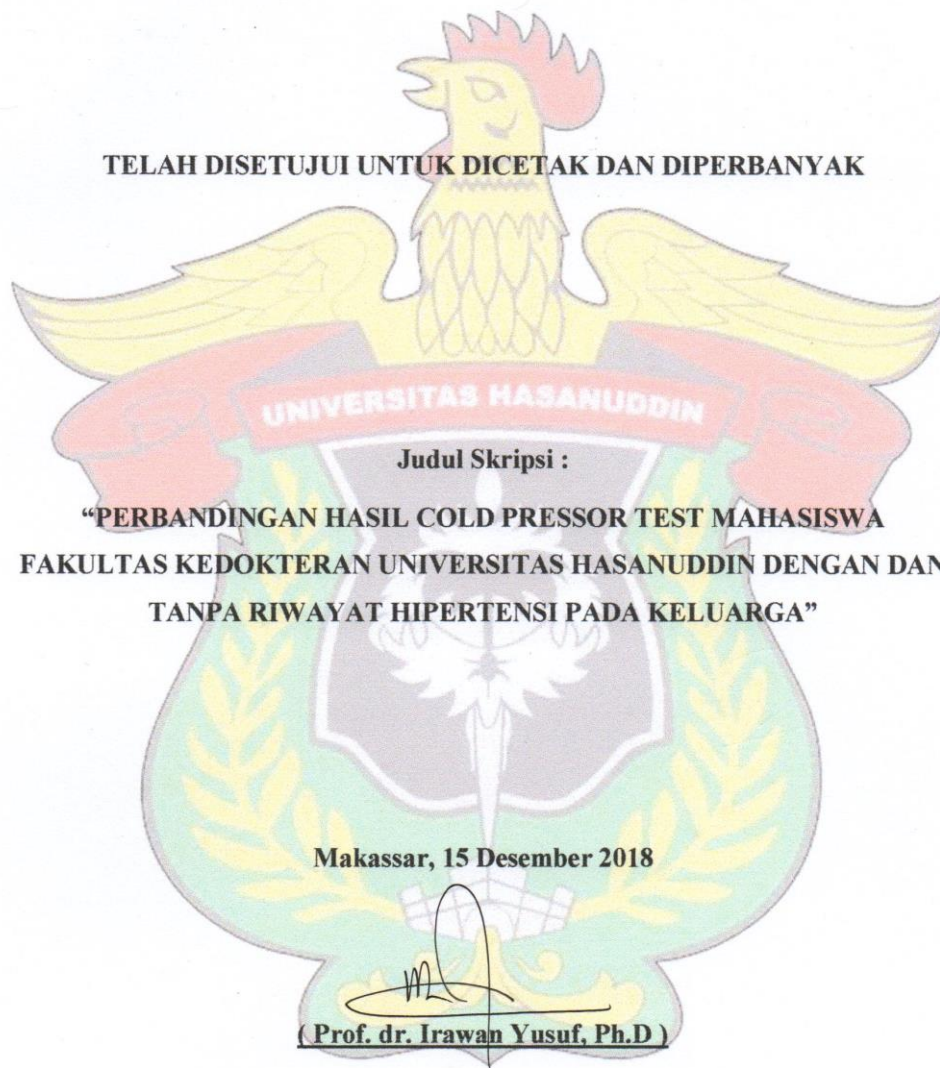 TELAH DISETUJUI UNTUK DICETAK DAN DIPERBANYAK
UNIVERSITAS HASANUDDIN
Judul Skripsi :
“PERBANDINGAN HASIL COLD PRESSOR TEST MAHASISWA
FAKULTAS KEDOKTERAN UNIVERSITAS HASANUDDIN DENGAN DAN
TANPA RIWAYAT HIPERTENSI PADA KELUARGA”
Makassar, 15 Desember 2018
( Prof. dr. Irawan Yusuf, Ph.D )